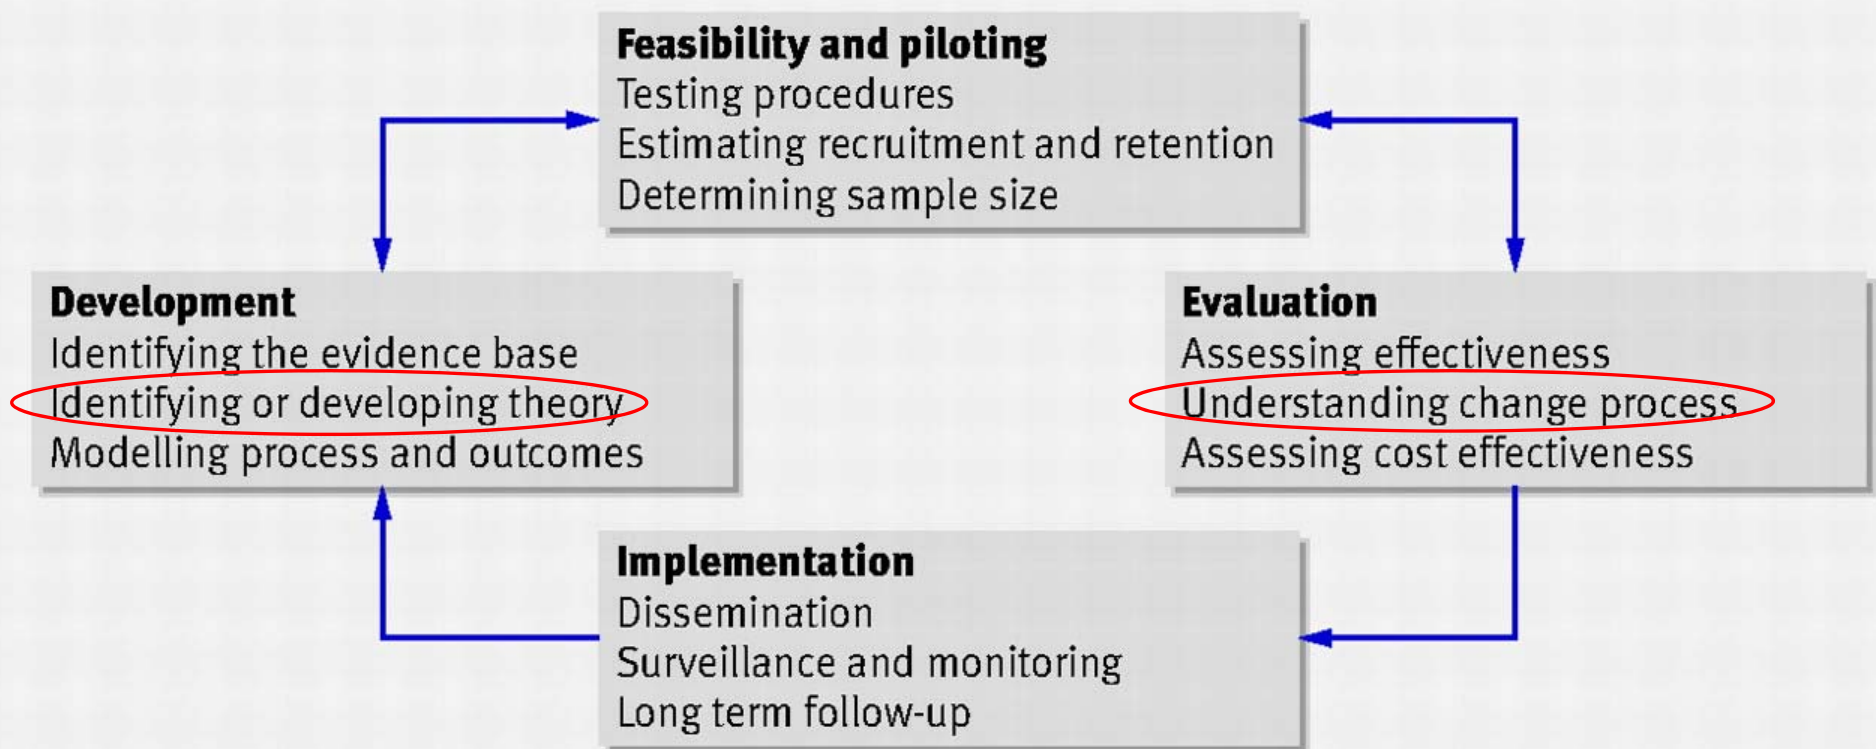 Feasibility and piloting
Testing procedures
Estimating recruitment and retention
Determining sample size
Development
Identifying the evidence base
Identifying or developing theory
Modelling process and outcomes
Evaluation
Assessing effectiveness
Understanding change process
Assessing cost effectiveness
Implementation
Dissemination
Surveillance and monitoring
Long term follow-up